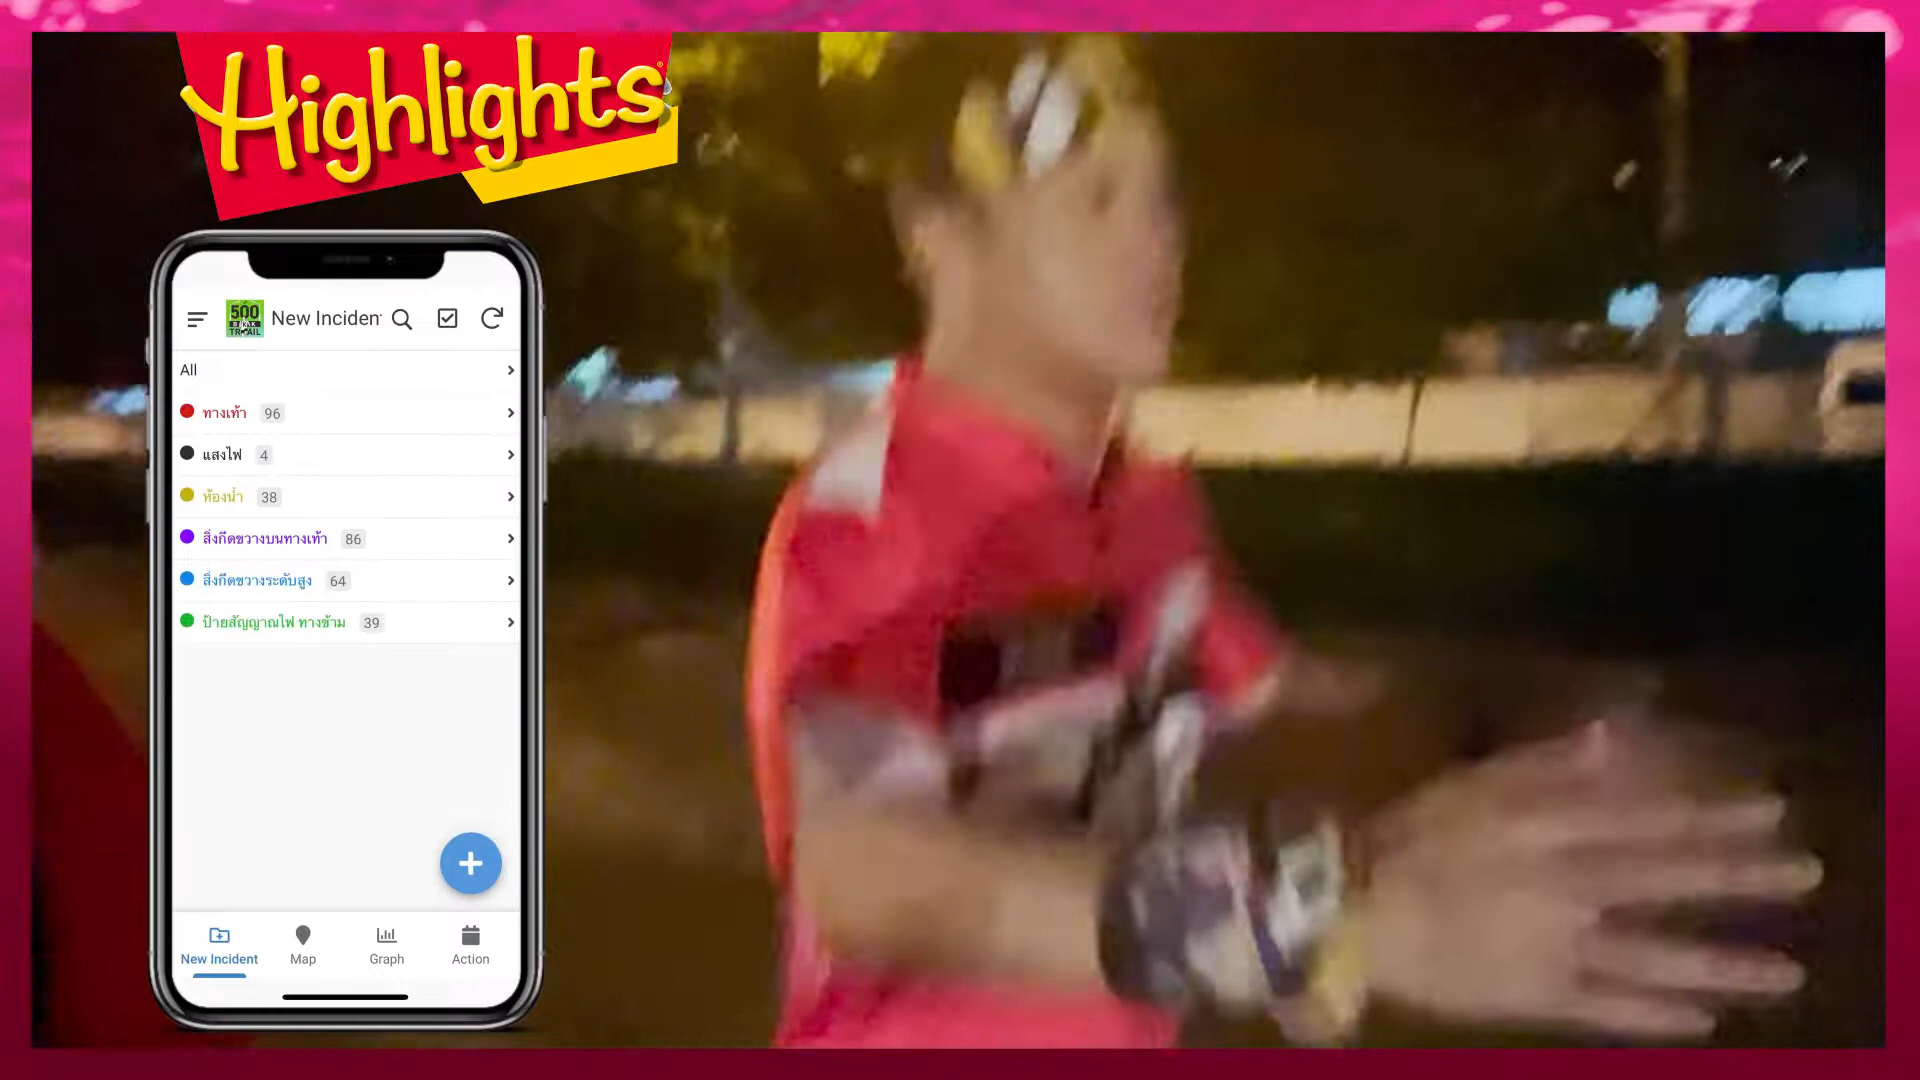 Highlights
500
TRAIL
New Inciden
All
ทางเท้า 96
แสงไฟ 4
ห้องน้ำ 38
สิ่งกีดขวางบนทางเท้า 86
สิ่งกีดขวางระดับสูง 64
ป้ายสัญญาณไฟ ทางข้าม 39
New Incident
Map
Graph
Action